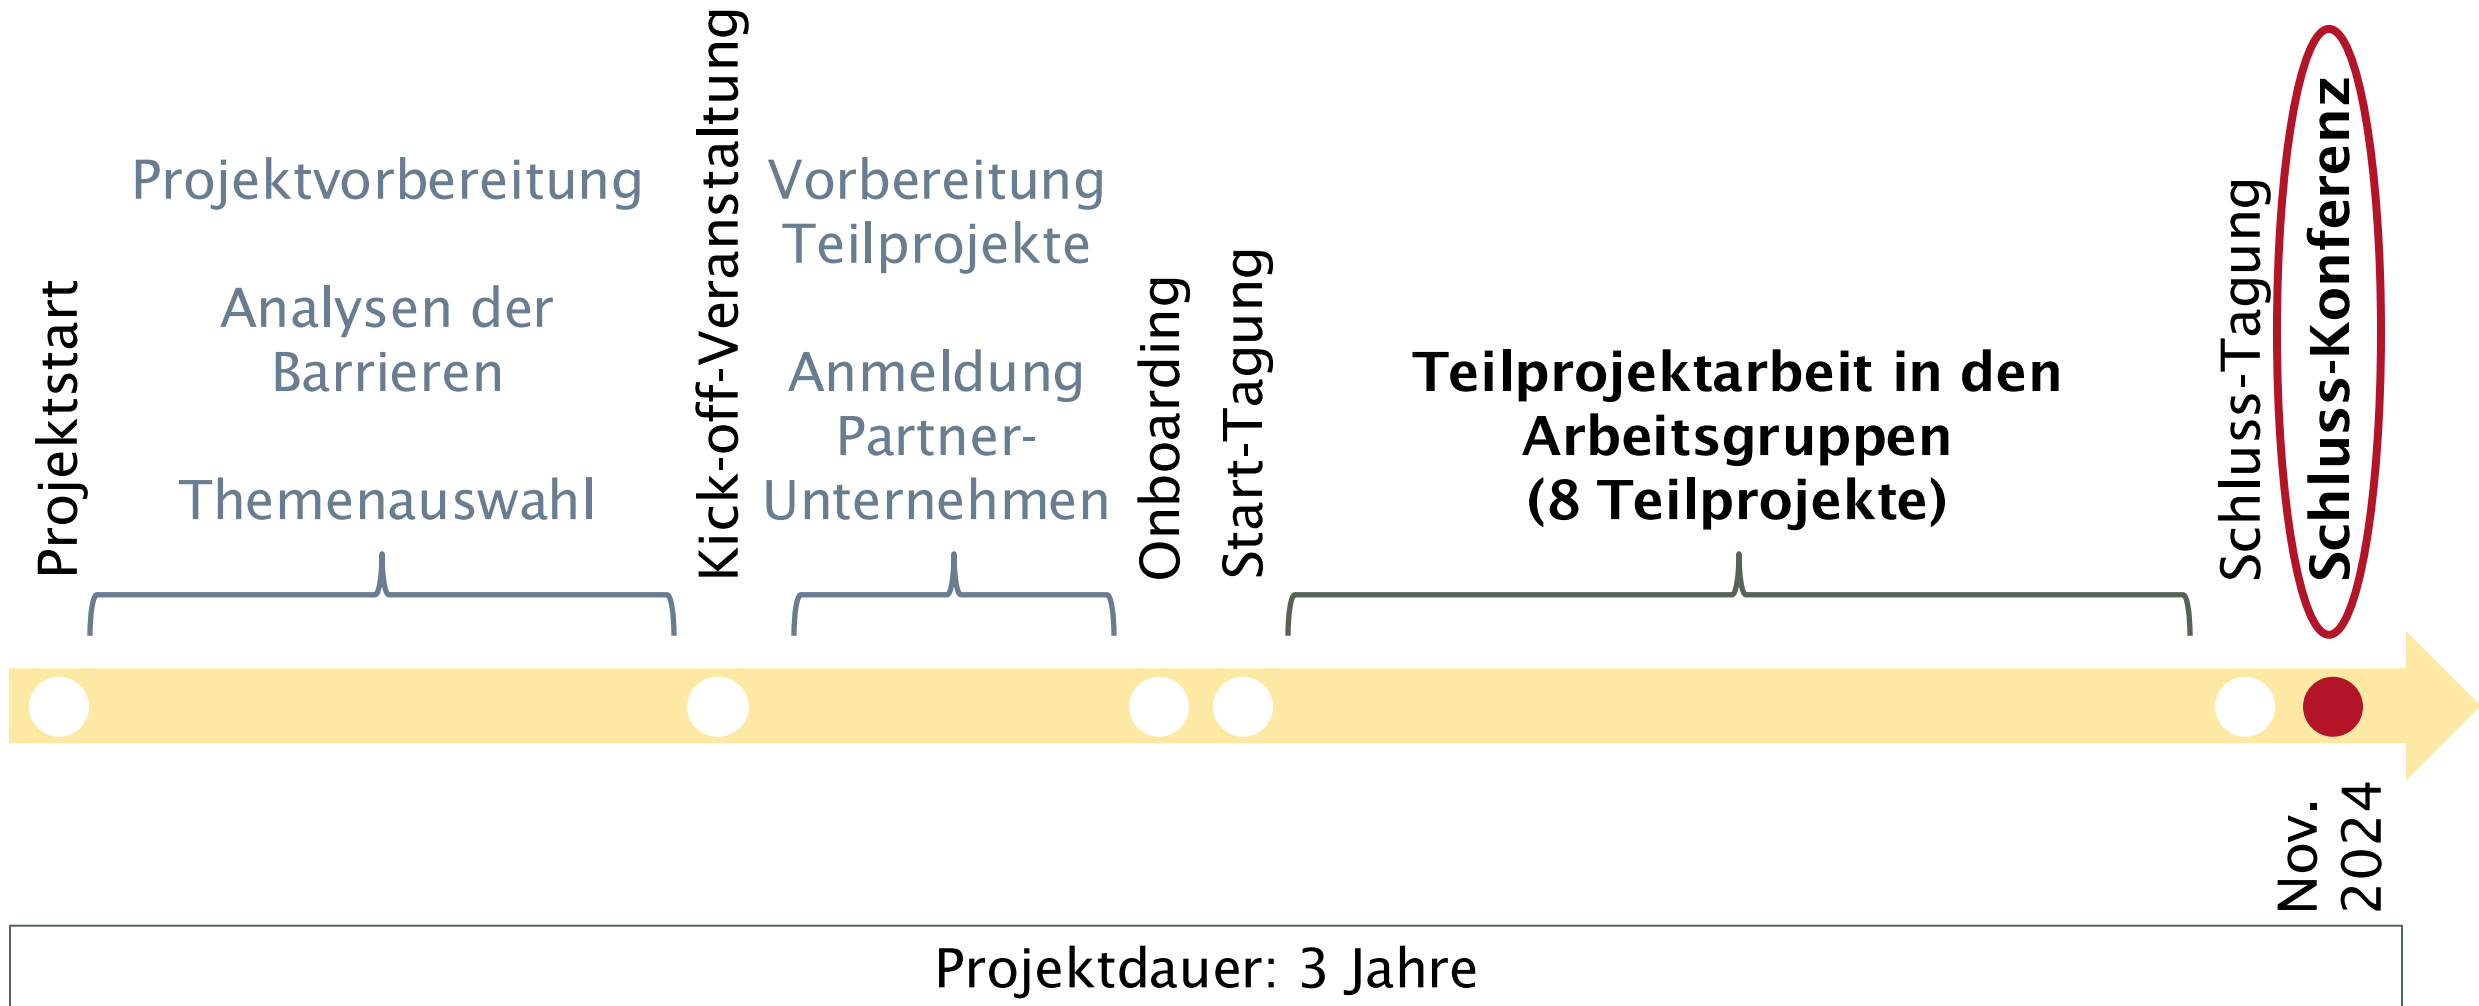 Projektstart
Projektvorbereitung
Analysen der
Barrieren
Themenauswahl
Kick-off-Veranstaltung
Vorbereitung
Teilprojekte
Anmeldung
Partner-
Unternehmen
Onboarding
Start-Tagung
Teilprojektarbeit in den
Arbeitsgruppen
(8 Teilprojekte)
Schluss-Tagung
Schluss-Konferenz
Nov.
2024
Projektdauer: 3 Jahre